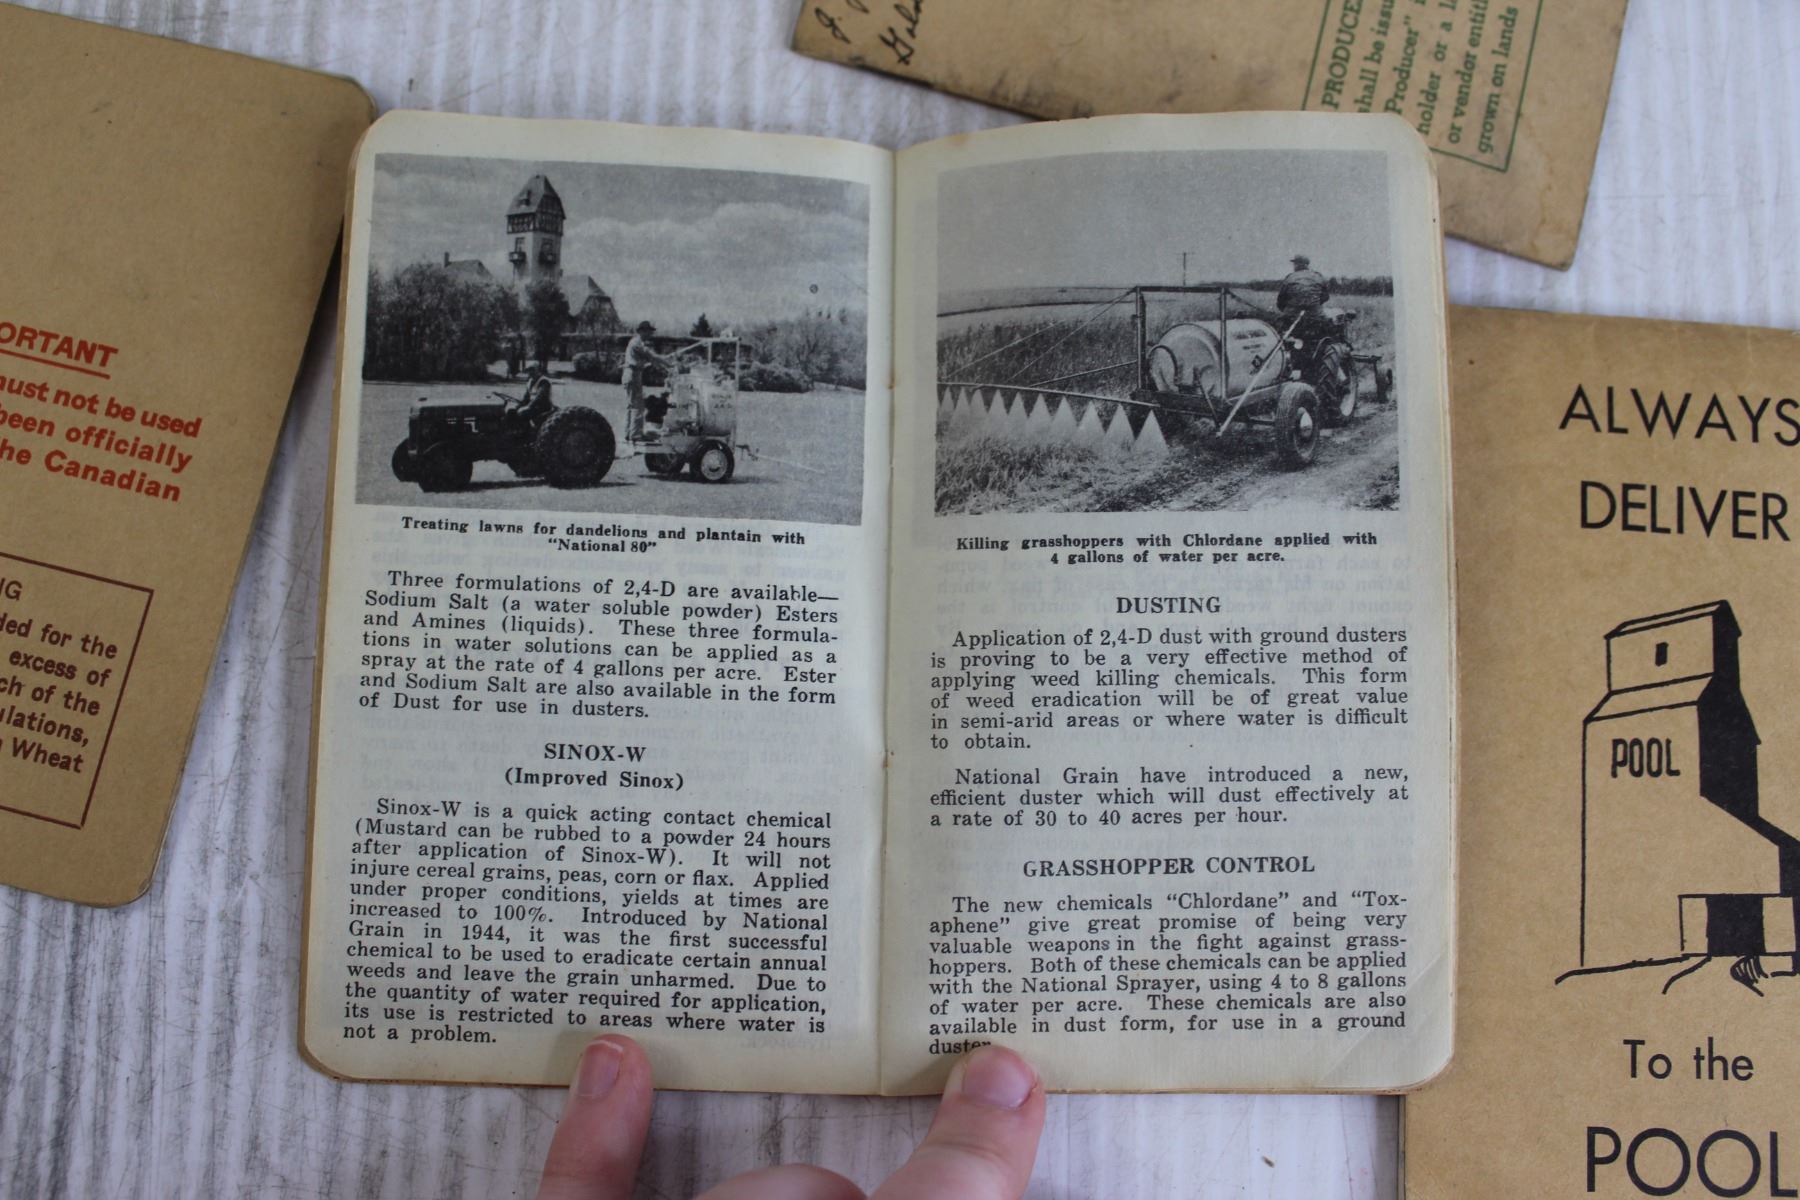 J.
PRODUCE
shall be issu
Producer" i
holder or a l
or vendor entit
grown on lands
ORTANT
nust not be used
been officially
he Canadian
NG
ded for the
excess of
ch of the
ulations,
n Wheat
Treating lawns for dandelions and plantain with
"National 80"
Three formulations of 2,4-D are available—
Sodium Salt (a water soluble powder) Esters
and Amines (liquids). These three formula-
tions in water solutions can be applied as a
spray at the rate of 4 gallons per acre. Ester
and Sodium Salt are also available in the form
of Dust for use in dusters.
SINOX-W
(Improved Sinox)
Sinox-W is a quick acting contact chemical
(Mustard can be rubbed to a powder 24 hours
after application of Sinox-W). It will not
injure cereal grains, peas, corn or flax. Applied
under proper conditions, yields at times are
increased to 100%. Introduced by National
Grain in 1944, it was the first successful
chemical to be used to eradicate certain annual
weeds and leave the grain unharmed. Due to
the quantity of water required for application,
its use is restricted to areas where water is
not a problem.
Killing grasshoppers with Chlordane applied with
4 gallons of water per acre.
DUSTING
Application of 2,4-D dust with ground dusters
is proving to be a very effective method of
applying weed killing chemicals. This form
of weed eradication will be of great value
in semi-arid areas or where water is difficult
to obtain.
National Grain have introduced a new,
efficient duster which will dust effectively at
a rate of 30 to 40 acres per hour.
GRASSHOPPER CONTROL
The new chemicals "Chlordane" and "Tox-
aphene" give great promise of being very
valuable weapons in the fight against grass-
hoppers. Both of these chemicals can be applied
with the National Sprayer, using 4 to 8 gallons
of water per acre. These chemicals are also
available in dust form, for use in a ground
duster.
ALWAYS
DELIVER
POOL
To the
POOL